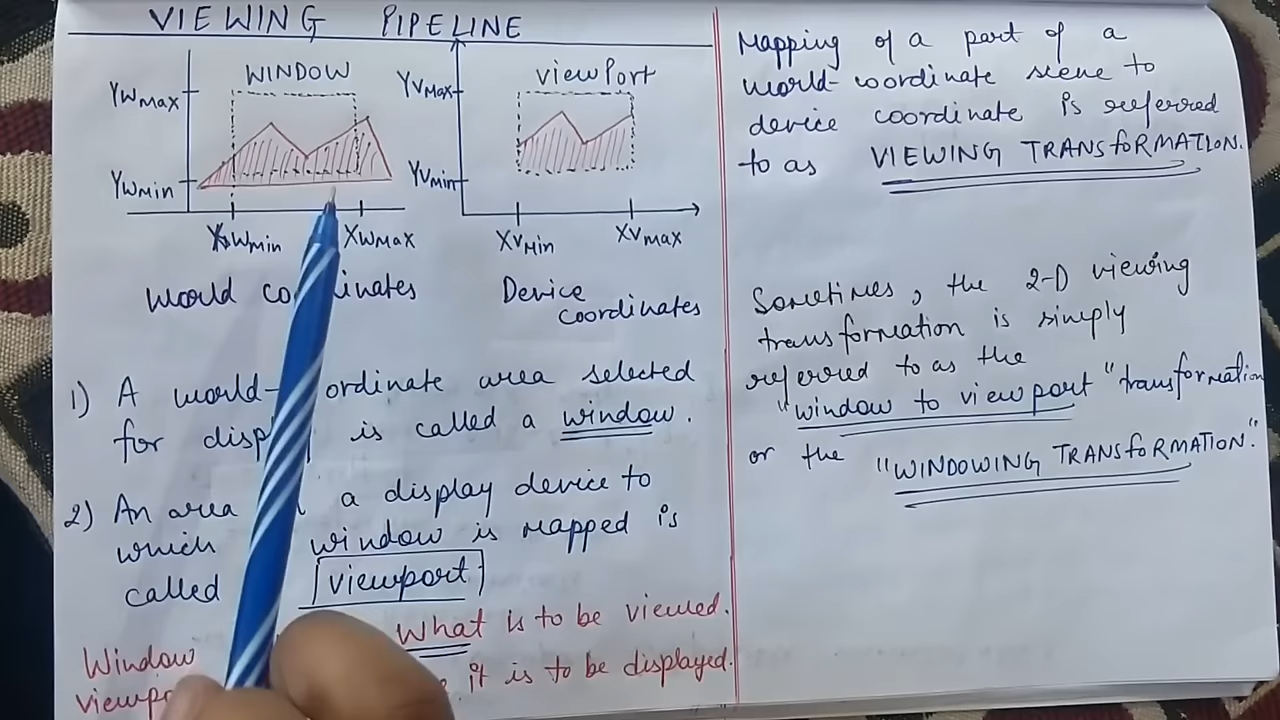 VIEWING PIPELINE
WINDOW
YWMax
YWMin
XWMin
XWMax
World co inates
viewPort
YVMax
YVMin
XVMin
XVmax
Device
coordinates
1) A world- ordinate area selected
for disp is called a window.
2) An area a display device to
which window is mapped is
called viewport
Window What is to be viewed.
viewpo it is to be displayed.
Mapping of a part of a
world-coordinate scene to
device coordinate is referred
to as VIEWING TRANSFORMATION.
Sometimes, the 2-D viewing
transformation is simply
referred to as the
"window to viewport "transformation
or the "WINDOWING TRANSFORMATION".